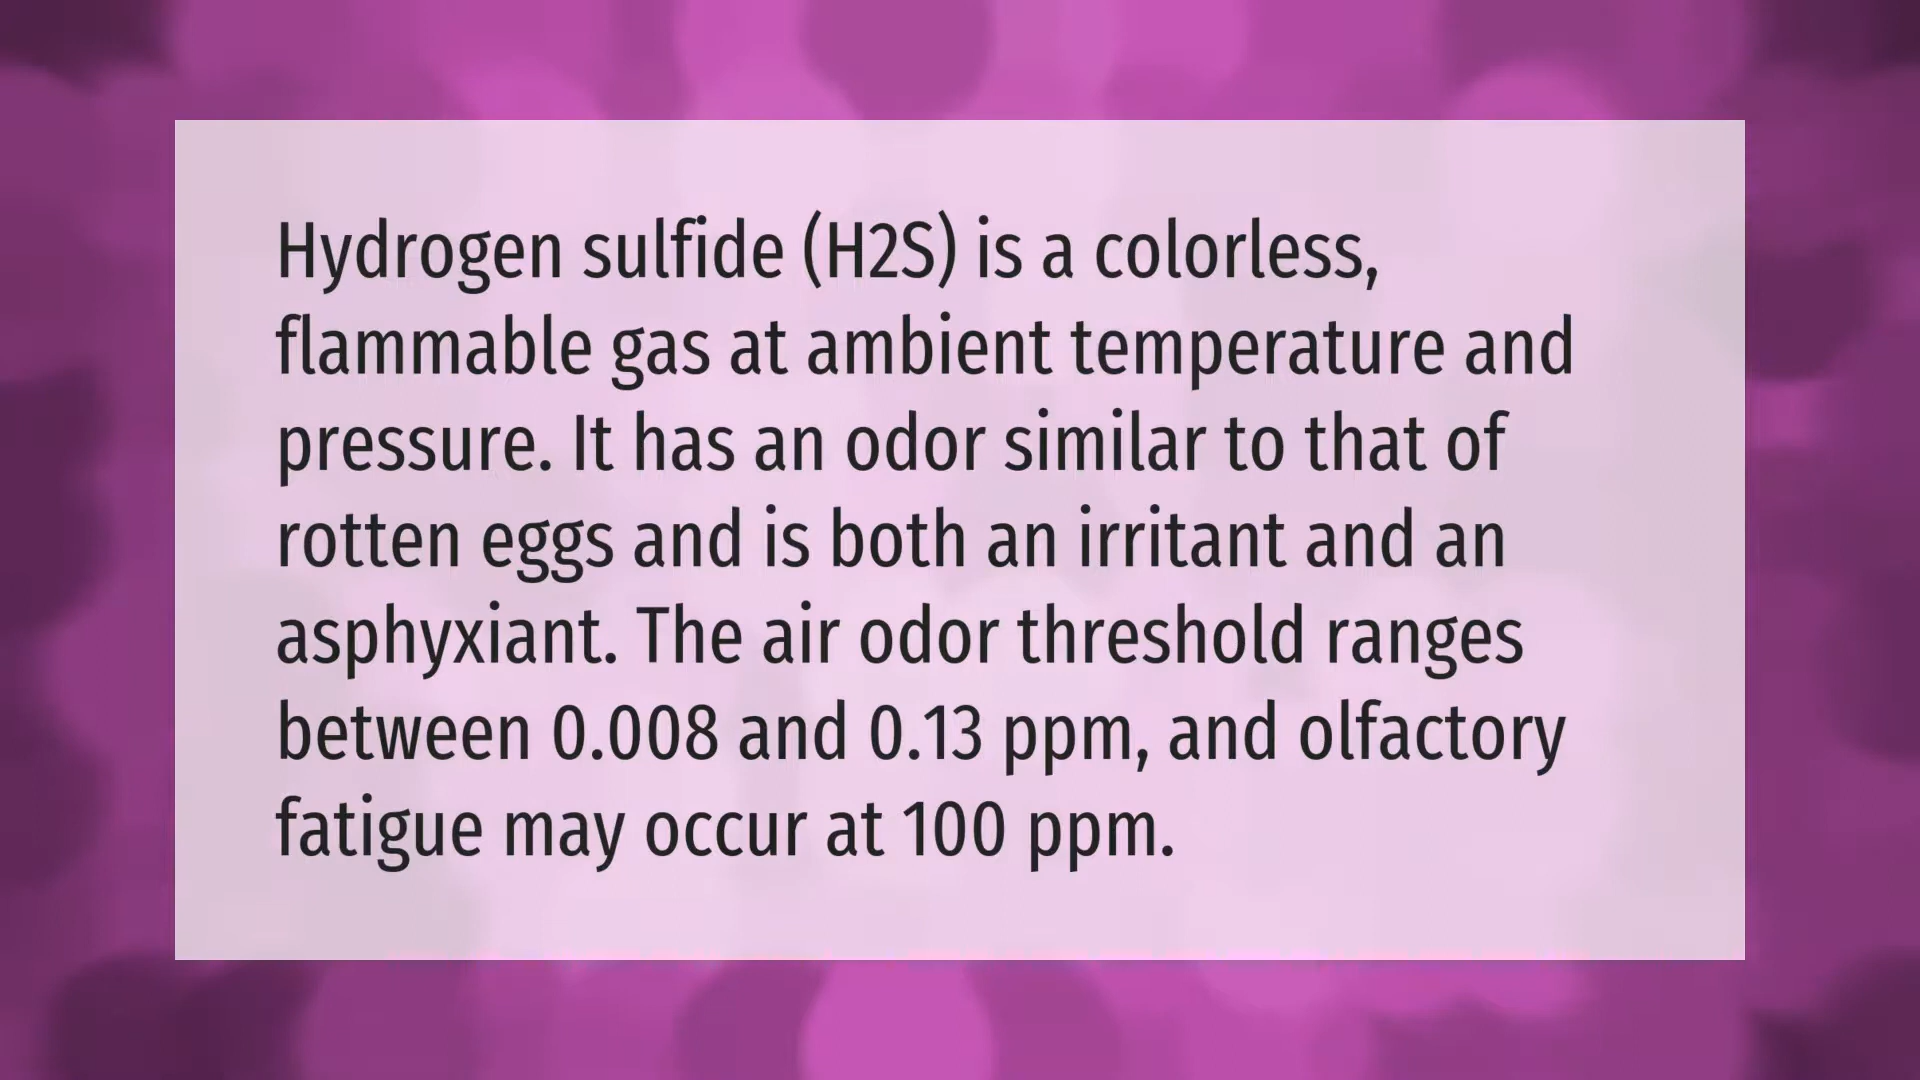 Hydrogen sulfide (H2S) is a colorless,
flammable gas at ambient temperature and
pressure. It has an odor similar to that of
rotten eggs and is both an irritant and an
asphyxiant. The air odor threshold ranges
between 0.008 and 0.13 ppm, and olfactory
fatigue may occur at 100 ppm.